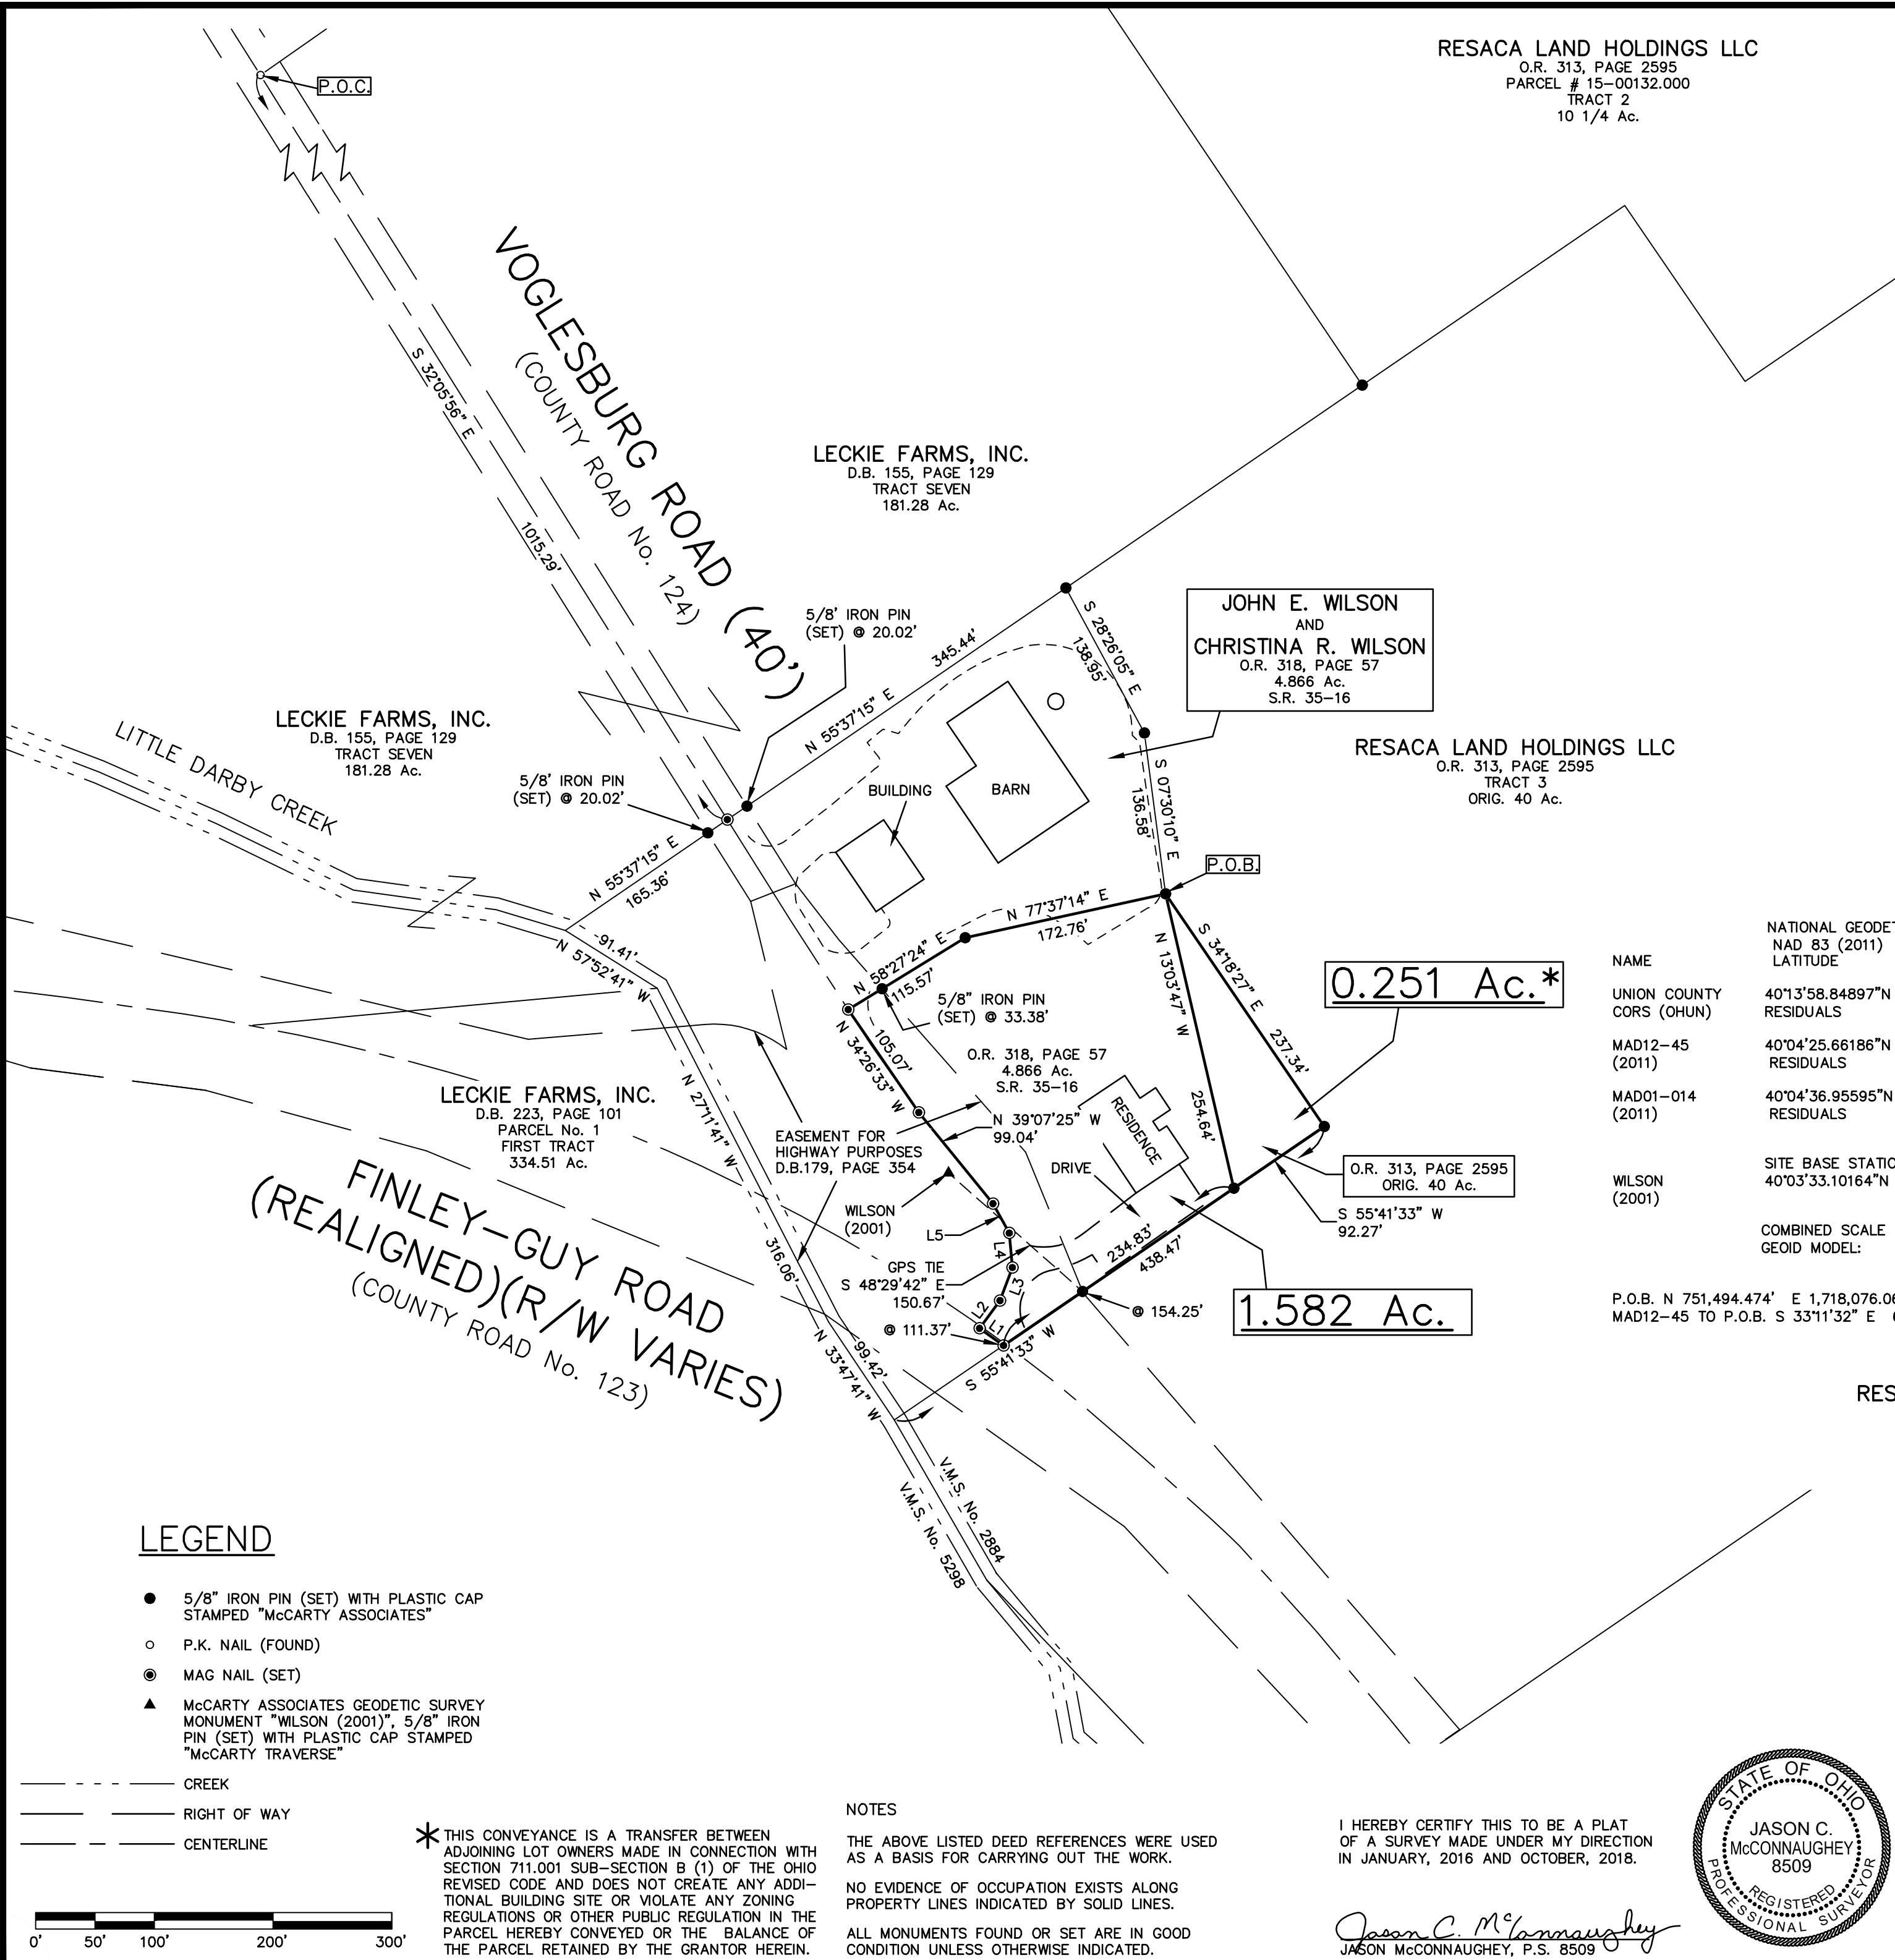 RESACA LAND HOLDINGS LLC
O.R. 313, PAGE 2595
PARCEL # 15-00132.000
TRACT 2
10 1/4 Ac.
P.O.C.
S 32°05'56" E
1015.29'
VOGLESBURG ROAD (40')
(COUNTY ROAD No. 124)
LECKIE FARMS, INC.
D.B. 155, PAGE 129
TRACT SEVEN
181.28 Ac.
5/8' IRON PIN
(SET) @ 20.02'
N 55°37'15" E
345.44'
S 28°26'05" E
138.95'
JOHN E. WILSON
AND
CHRISTINA R. WILSON
O.R. 318, PAGE 57
4.866 Ac.
S.R. 35-16
LITTLE DARBY CREEK
LECKIE FARMS, INC.
D.B. 155, PAGE 129
TRACT SEVEN
181.28 Ac.
5/8' IRON PIN
(SET) @ 20.02'
BUILDING
BARN
S 07°30'10" E
136.58'
RESACA LAND HOLDINGS LLC
O.R. 313, PAGE 2595
TRACT 3
ORIG. 40 Ac.
P.O.B.
N 55°37'15" E
165.36'
N 57°52'41" W
91.41'
N 58°27'24" E
115.57'
N 77°37'14" E
172.76'
5/8" IRON PIN
(SET) @ 33.38'
N 34°26'33" W
105.07'
O.R. 318, PAGE 57
4.866 Ac.
S.R. 35-16
N 39°07'25" W
99.04'
N 13°03'47" W
254.64'
S 34°18'27" E
237.34'
0.251 Ac.*
NATIONAL GEODET
NAD 83 (2011)
NAME
LATITUDE
UNION COUNTY
CORS (OHUN)
40°13'58.84897"N
RESIDUALS
MAD12-45
(2011)
40°04'25.66186"N
RESIDUALS
MAD01-014
(2011)
40°04'36.95595"N
RESIDUALS
SITE BASE STATIO
WILSON
(2001)
40°03'33.10164"N
COMBINED SCALE
GEOID MODEL:
P.O.B. N 751,494.474' E 1,718,076.06
MAD12-45 TO P.O.B. S 33°11'32" E
RES
LECKIE FARMS, INC.
D.B. 223, PAGE 101
PARCEL No. 1
FIRST TRACT
334.51 Ac.
N 27°11'41" W
316.06'
EASEMENT FOR
HIGHWAY PURPOSES
D.B.179, PAGE 354
RESIDENCE
DRIVE
WILSON
(2001)
L5
L4
L3
L2
L1
GPS TIE
S 48°29'42" E
150.67'
@ 111.37'
@ 154.25'
234.83'
438.47'
S 55°41'33" W
O.R. 313, PAGE 2595
ORIG. 40 Ac.
S 55°41'33" W
92.27'
1.582 Ac.
FINLEY-GUY ROAD
(REALIGNED)(R/W VARIES)
(COUNTY ROAD No. 123)
N 33°47'41" W
99.42'
V.M.S. No. 2884
V.M.S. No. 5298
LEGEND
5/8" IRON PIN (SET) WITH PLASTIC CAP
STAMPED "McCARTY ASSOCIATES"
P.K. NAIL (FOUND)
MAG NAIL (SET)
McCARTY ASSOCIATES GEODETIC SURVEY
MONUMENT "WILSON (2001)", 5/8" IRON
PIN (SET) WITH PLASTIC CAP STAMPED
"McCARTY TRAVERSE"
CREEK
RIGHT OF WAY
CENTERLINE
0' 50' 100' 200' 300'
* THIS CONVEYANCE IS A TRANSFER BETWEEN
ADJOINING LOT OWNERS MADE IN CONNECTION WITH
SECTION 711.001 SUB-SECTION B (1) OF THE OHIO
REVISED CODE AND DOES NOT CREATE ANY ADDI-
TIONAL BUILDING SITE OR VIOLATE ANY ZONING
REGULATIONS OR OTHER PUBLIC REGULATION IN THE
PARCEL HEREBY CONVEYED OR THE BALANCE OF
THE PARCEL RETAINED BY THE GRANTOR HEREIN.
NOTES
THE ABOVE LISTED DEED REFERENCES WERE USED
AS A BASIS FOR CARRYING OUT THE WORK.
NO EVIDENCE OF OCCUPATION EXISTS ALONG
PROPERTY LINES INDICATED BY SOLID LINES.
ALL MONUMENTS FOUND OR SET ARE IN GOOD
CONDITION UNLESS OTHERWISE INDICATED.
I HEREBY CERTIFY THIS TO BE A PLAT
OF A SURVEY MADE UNDER MY DIRECTION
IN JANUARY, 2016 AND OCTOBER, 2018.
Jason C. McConnaughey
JASON McCONNAUGHEY, P.S. 8509
STATE OF OHIO
JASON C.
McCONNAUGHEY
8509
REGISTERED
PROFESSIONAL SURVEYOR